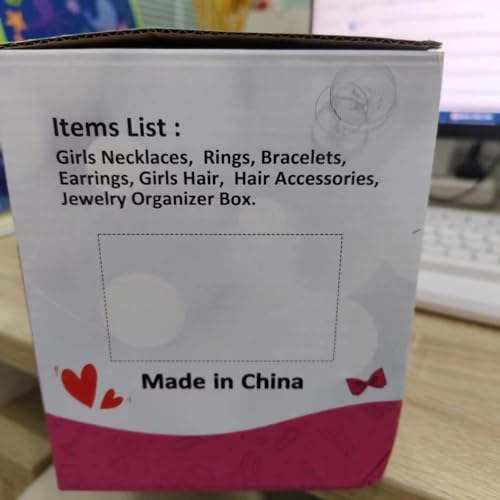 Items List :
Girls Necklaces, Rings, Bracelets,
Earrings, Girls Hair, Hair Accessories,
Jewelry Organizer Box.
Made in China